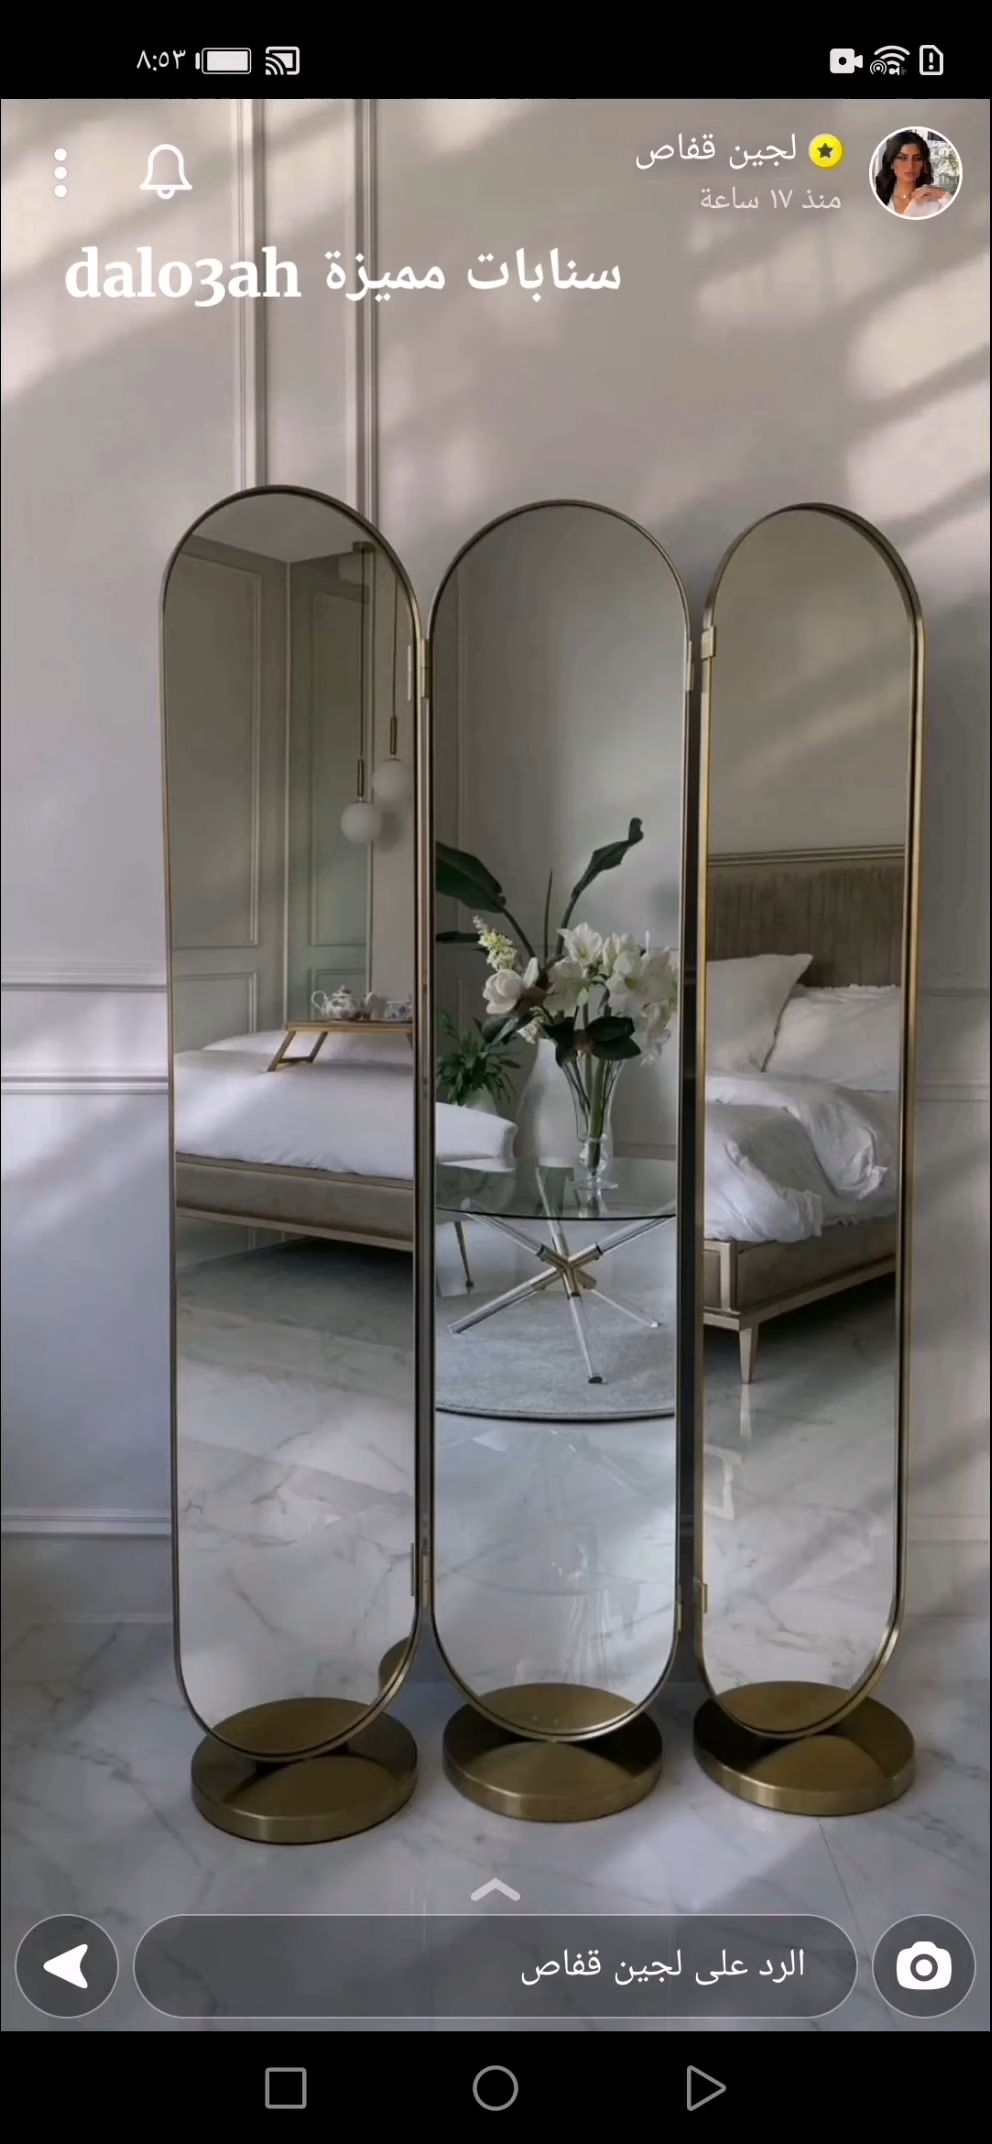 ٨:٥٣
لجين قفاص
منذ ١٧ ساعة
سنابات مميزة dalo3ah
الرد على لجين قفاص